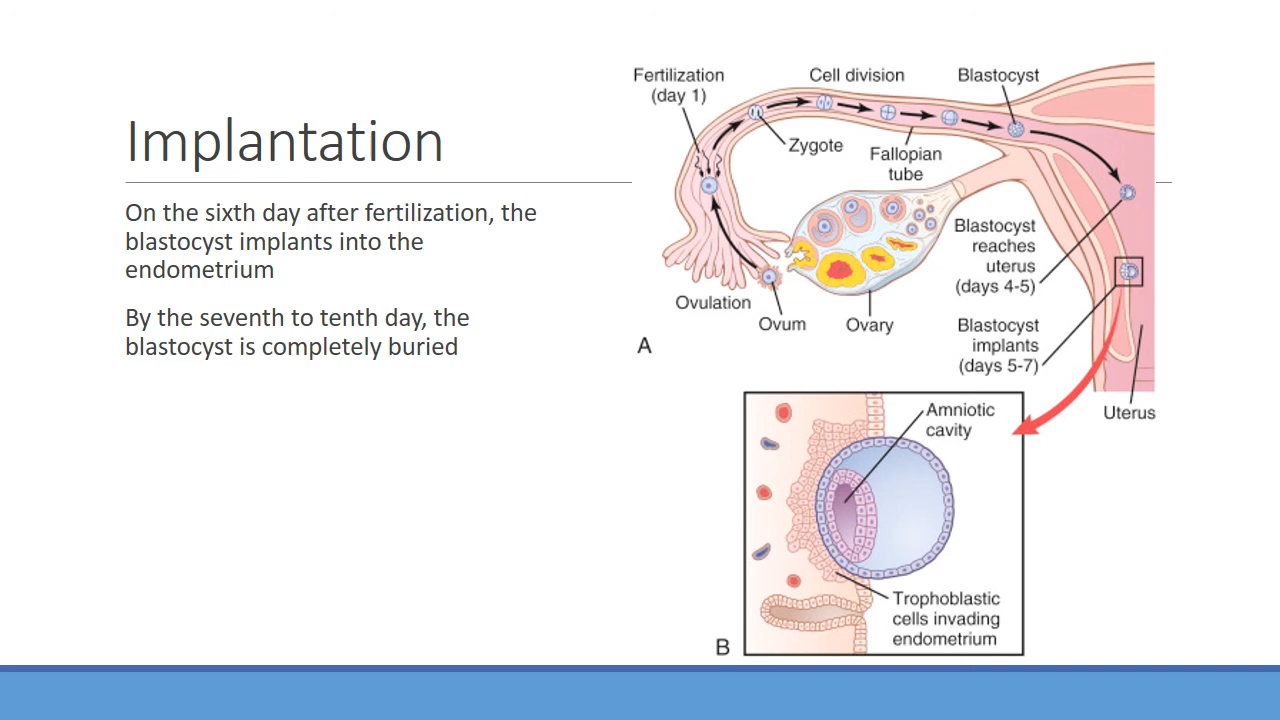 Implantation
On the sixth day after fertilization, the
blastocyst implants into the
endometrium
By the seventh to tenth day, the
blastocyst is completely buried
Fertilization
(day 1)
Cell division
Blastocyst
Zygote
Fallopian
tube
Blastocyst
reaches
uterus
(days 4-5)
Ovulation
Ovum
Ovary
Blastocyst
implants
(days 5-7)
A
Uterus
Amniotic
cavity
Trophoblastic
cells invading
endometrium
B